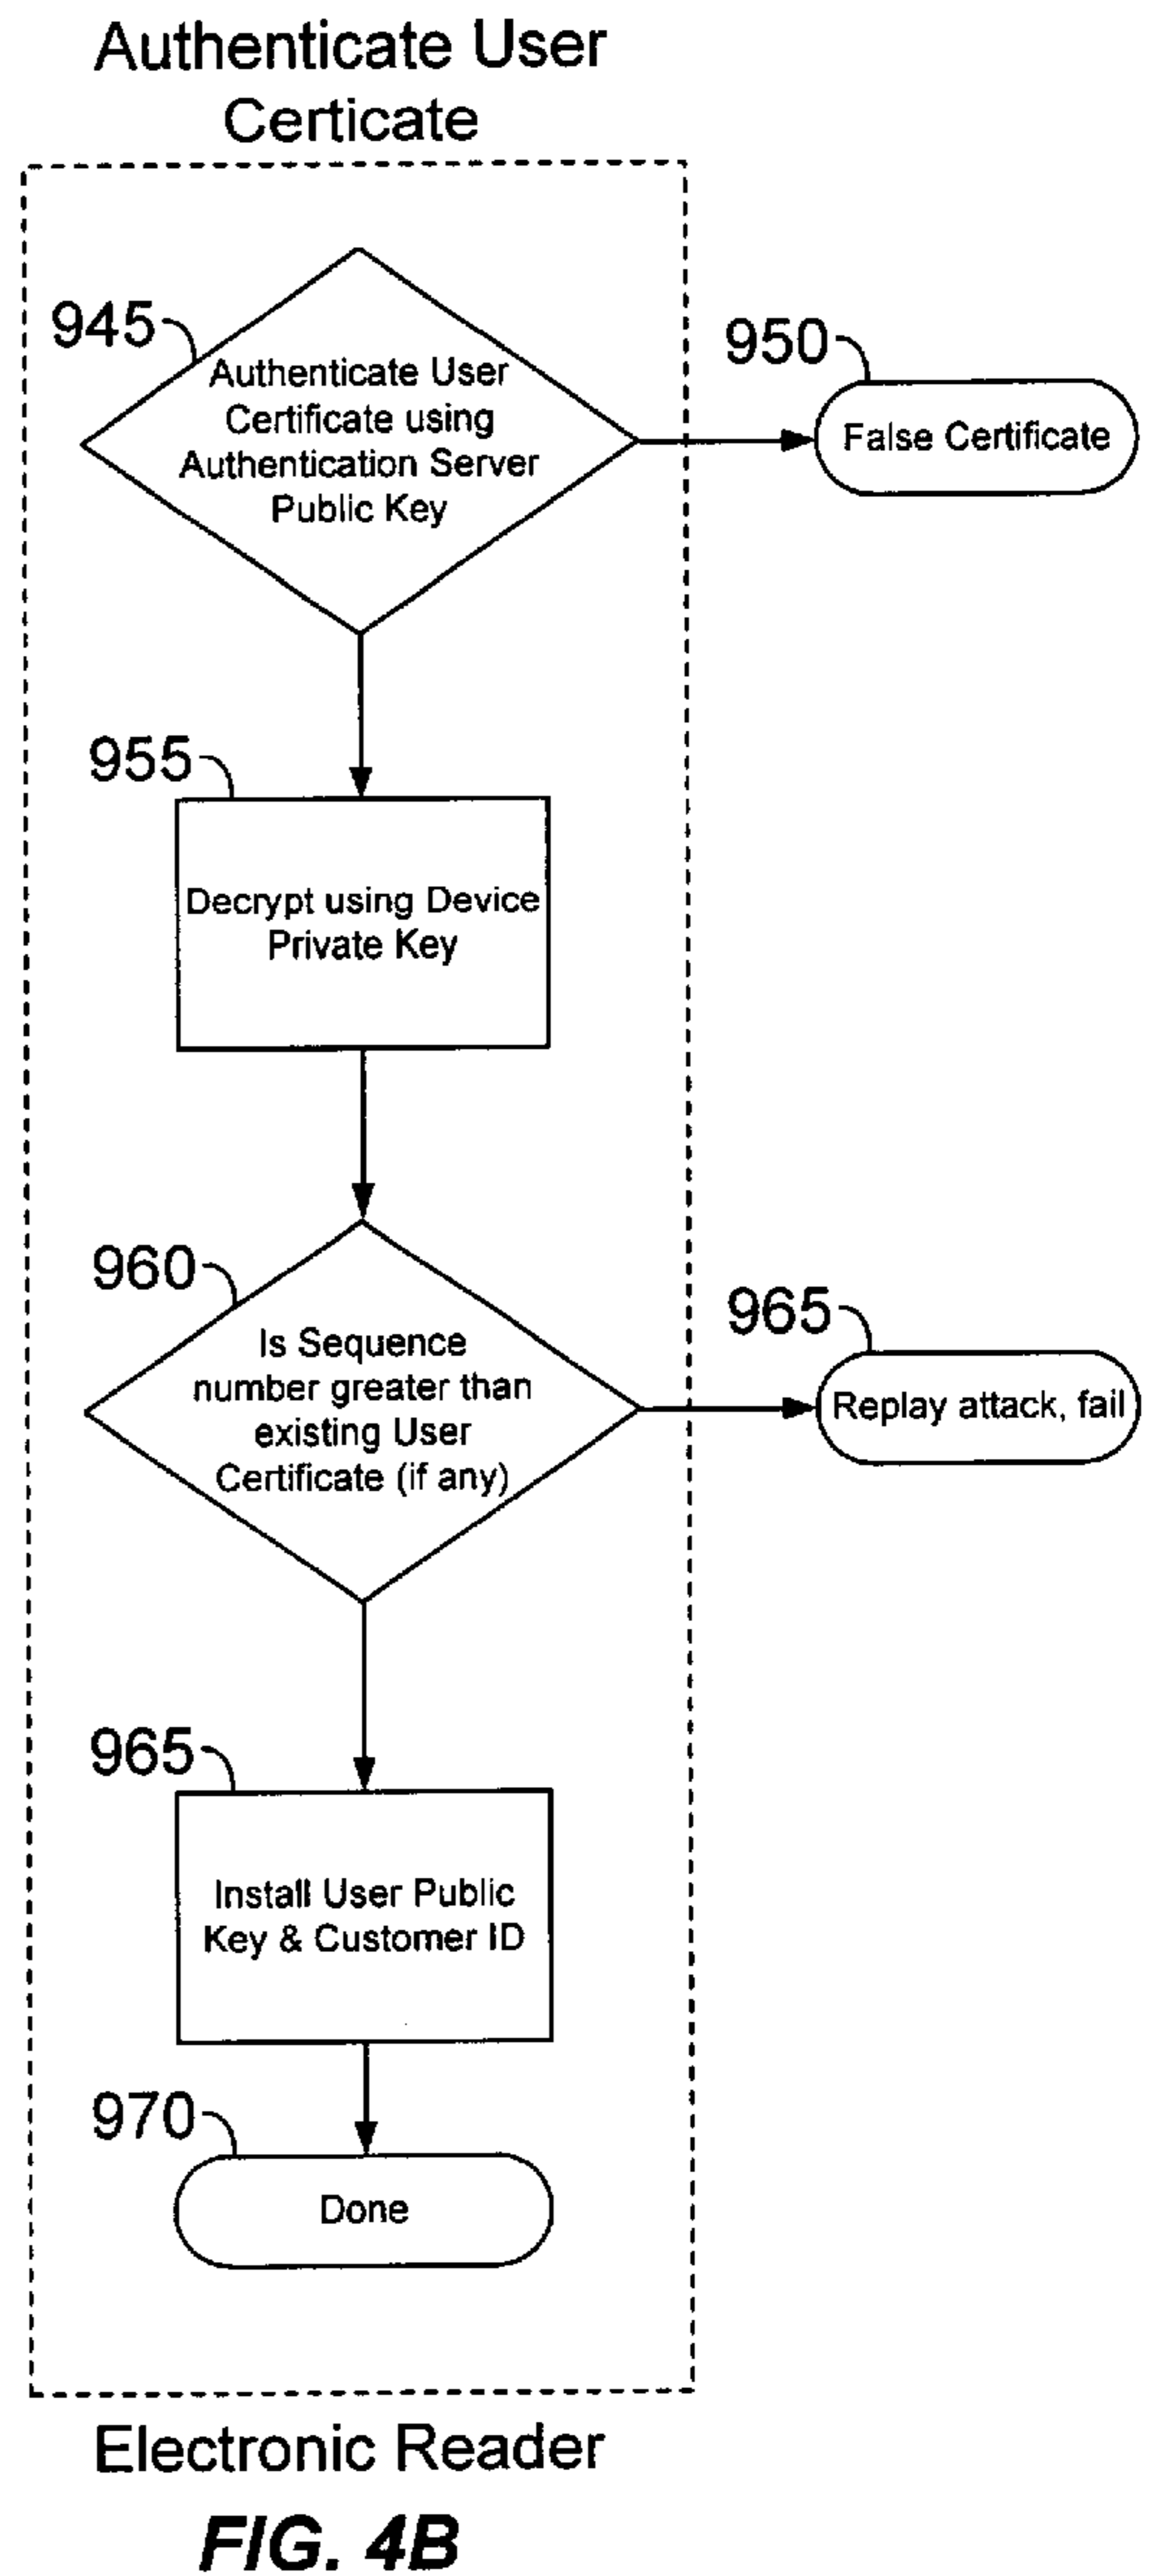 Authenticate User
Certicate
945
Authenticate User
Certificate using
Authentication Server
Public Key
950
False Certificate
955
Decrypt using Device
Private Key
960
Is Sequence
number greater than
existing User
Certificate (if any)
965
Replay attack, fail
965
Install User Public
Key & Customer ID
970
Done
Electronic Reader
FIG. 4B